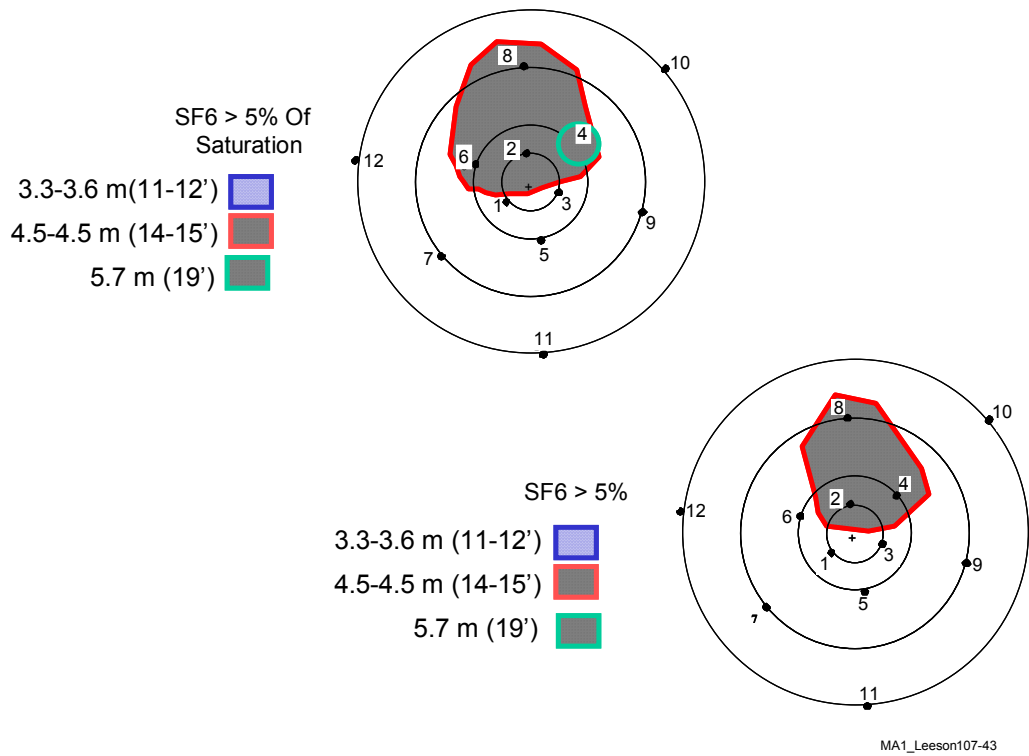 SF6 > 5% Of
Saturation
3.3-3.6 m(11-12’)
4.5-4.5 m (14-15’)
5.7 m (19’)
8
10
4
2
6
12
1
3
9
7
5
11
SF6 > 5%
3.3-3.6 m (11-12’)
4.5-4.5 m (14-15’)
5.7 m (19’)
8
10
4
2
12
6
3
1
9
5
7
11
MA1_Leeson107-43